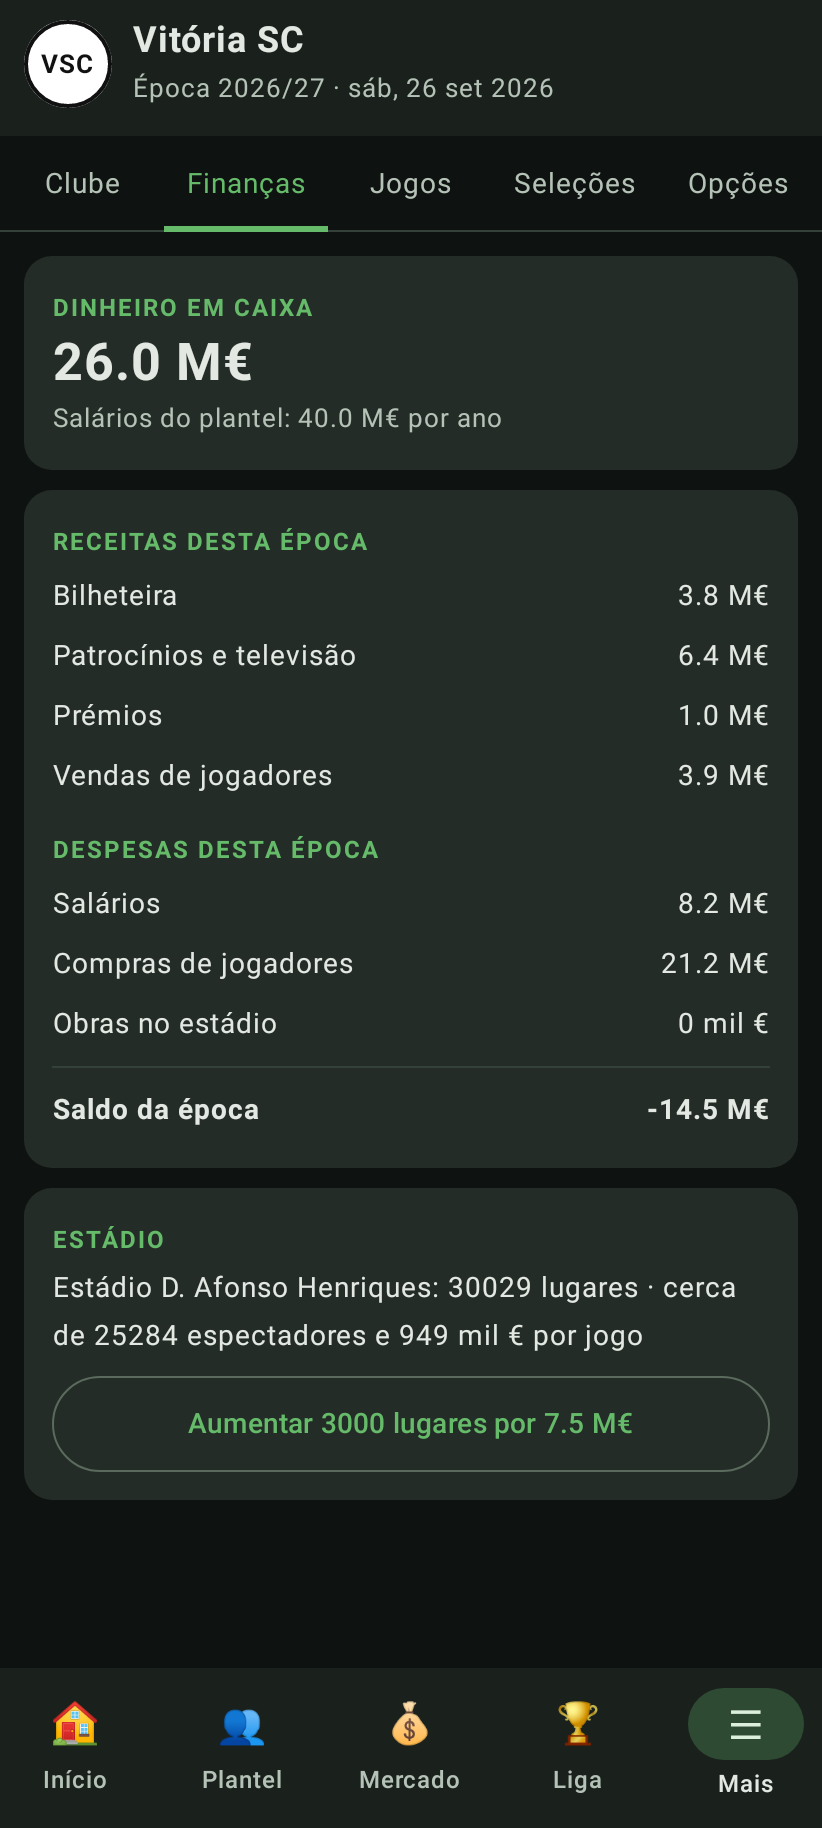 VSC
Vitória SC
Época 2026/27 · sáb, 26 set 2026
Clube Finanças Jogos Seleções Opções
DINHEIRO EM CAIXA
26.0 M€
Salários do plantel: 40.0 M€ por ano
RECEITAS DESTA ÉPOCA
Bilheteira 3.8 M€
Patrocínios e televisão 6.4 M€
Prémios 1.0 M€
Vendas de jogadores 3.9 M€
DESPESAS DESTA ÉPOCA
Salários 8.2 M€
Compras de jogadores 21.2 M€
Obras no estádio 0 mil €
Saldo da época -14.5 M€
ESTÁDIO
Estádio D. Afonso Henriques: 30029 lugares · cerca
de 25284 espectadores e 949 mil € por jogo
Aumentar 3000 lugares por 7.5 M€
Início Plantel Mercado Liga Mais